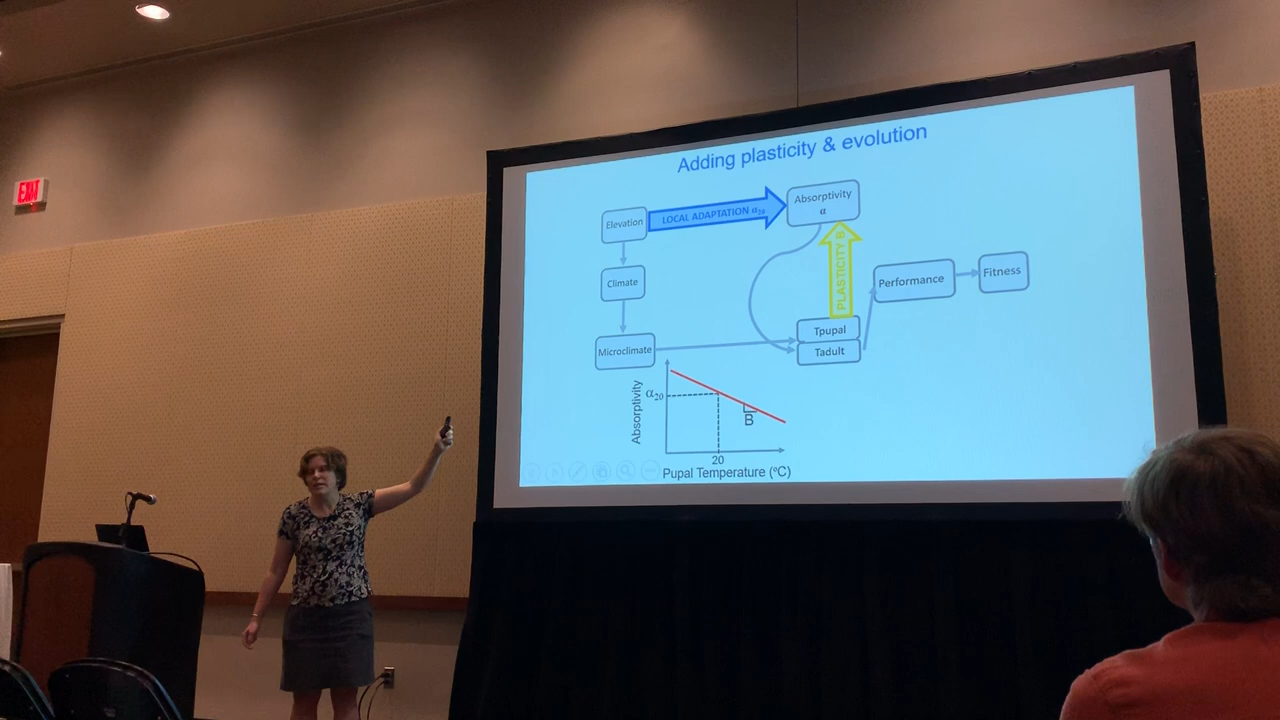 EXIT
Adding plasticity & evolution
Elevation
LOCAL ADAPTATION α₂₀
Absorptivity
α
Climate
PLASTICITY B
Performance
Fitness
Microclimate
Tpupal
Tadult
Absorptivity
α₂₀
B
20
Pupal Temperature (°C)